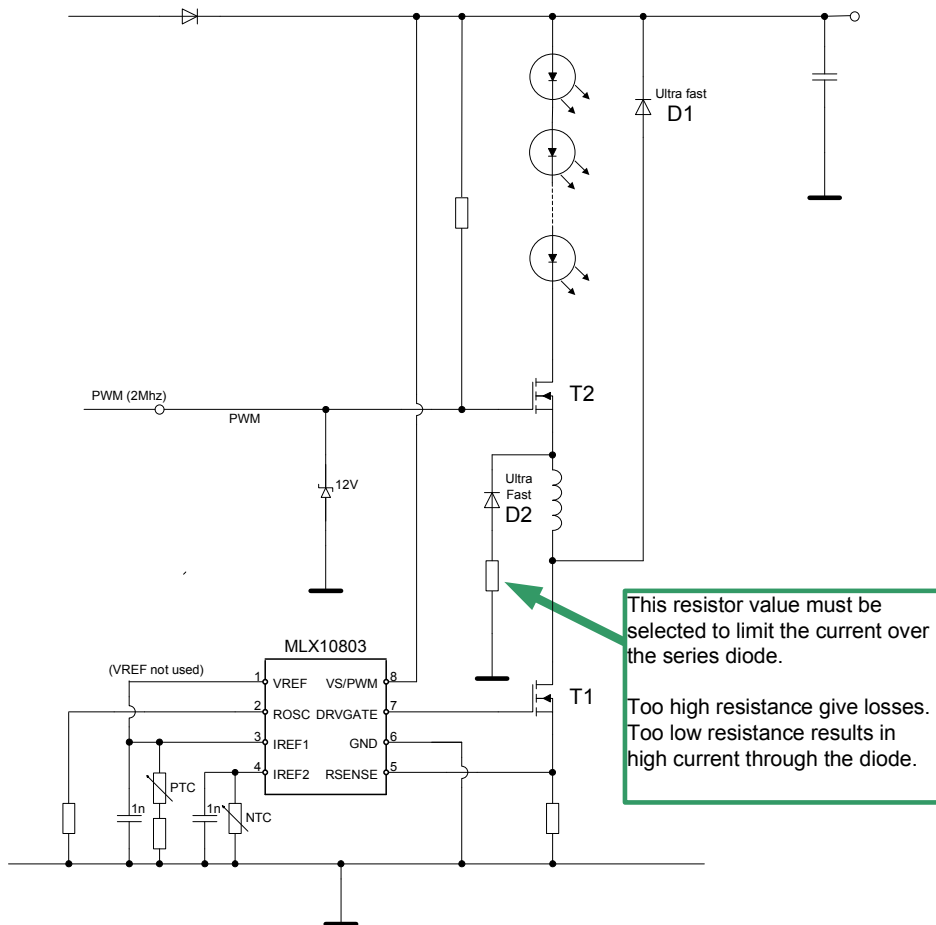 Ultra fast
D1
T2
PWM (2Mhz)
PWM
12V
Ultra
Fast
D2
This resistor value must be
selected to limit the current over
the series diode.
Too high resistance give losses.
Too low resistance results in
high current through the diode.
MLX10803
(VREF not used)
1 VREF VS/PWM 8
2 ROSC DRVGATE 7
3 IREF1 GND 6
4 IREF2 RSENSE 5
T1
PTC
1n
1n
NTC